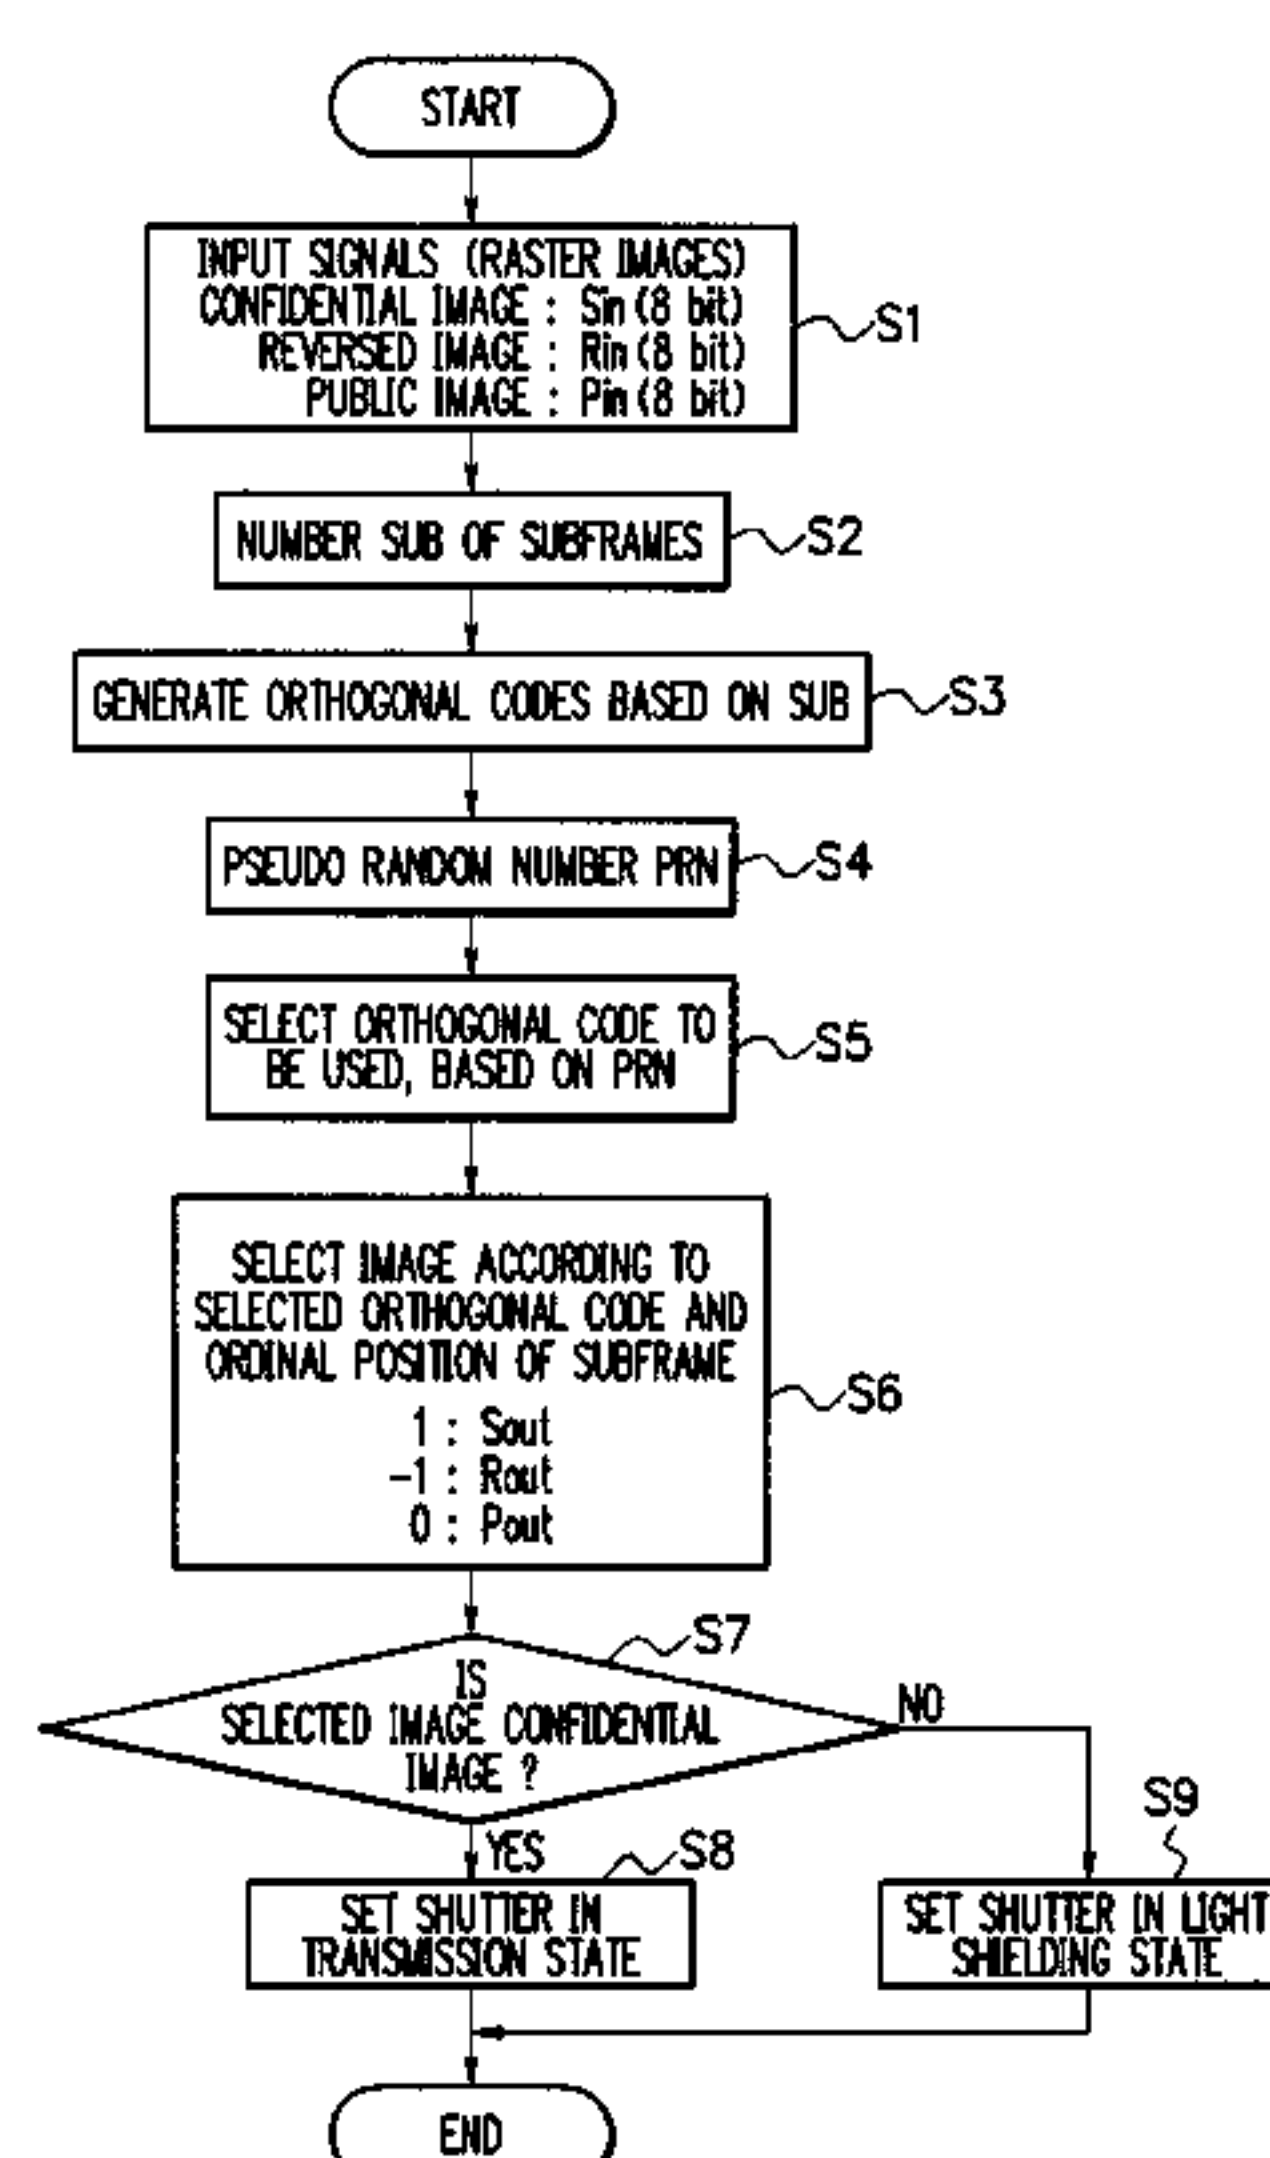 START
INPUT SIGNALS (RASTER IMAGES)
CONFIDENTIAL IMAGE : Sin (8 bit)
REVERSED IMAGE : Rin (8 bit)
PUBLIC IMAGE : Pin (8 bit)
S1
NUMBER SUB OF SUBFRAMES
S2
GENERATE ORTHOGONAL CODES BASED ON SUB
S3
PSEUDO RANDOM NUMBER PRN
S4
SELECT ORTHOGONAL CODE TO
BE USED, BASED ON PRN
S5
SELECT IMAGE ACCORDING TO
SELECTED ORTHOGONAL CODE AND
ORDINAL POSITION OF SUBFRAME
1 : Sout
-1 : Rout
0 : Pout
S6
S7
IS
SELECTED IMAGE CONFIDENTIAL
IMAGE ?
NO
YES
S8
SET SHUTTER IN
TRANSMISSION STATE
S9
SET SHUTTER IN LIGHT
SHIELDING STATE
END